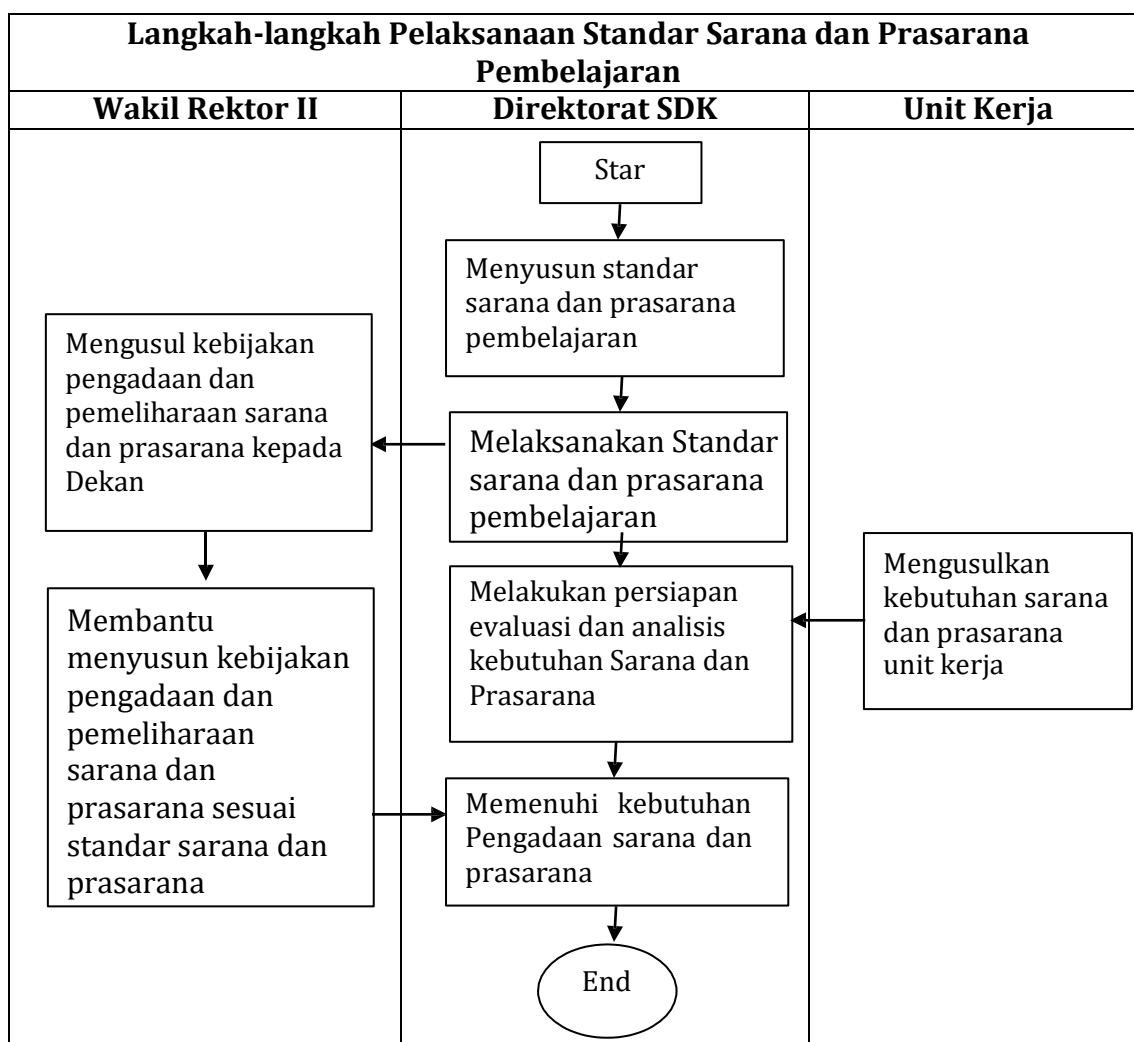 Langkah-langkah Pelaksanaan Standar Sarana dan Prasarana
Pembelajaran
Wakil Rektor II
Direktorat SDK
Unit Kerja
Star
Menyusun standar
sarana dan prasarana
pembelajaran
Mengusul kebijakan
pengadaan dan
pemeliharaan sarana
dan prasarana kepada
Dekan
Melaksanakan Standar
sarana dan prasarana
pembelajaran
Membantu
menyusun kebijakan
pengadaan dan
pemeliharaan
sarana dan
prasarana sesuai
standar sarana dan
prasarana
Melakukan persiapan
evaluasi dan analisis
kebutuhan Sarana dan
Prasarana
Mengusulkan
kebutuhan sarana
dan prasarana
unit kerja
Memenuhi kebutuhan
Pengadaan sarana dan
prasarana
End